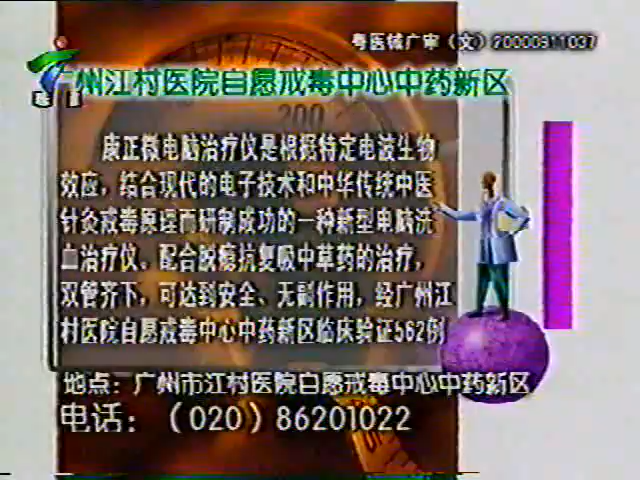 粤医械广审（文）20000911037
广州江村医院自愿戒毒中心中药新区
珠江
200
康正微电脑治疗仪是根据特定电波生物
效应，结合现代的电子技术和中华传统中医
针灸戒毒原理而研制成功的一种新型电脑洗
血治疗仪，配合脱瘾抗复吸中草药的治疗，
双管齐下，可达到安全、无副作用，经广州江
村医院自愿戒毒中心中药新区临床验证562例
地点：广州市江村医院自愿戒毒中心中药新区
电话：（020）86201022